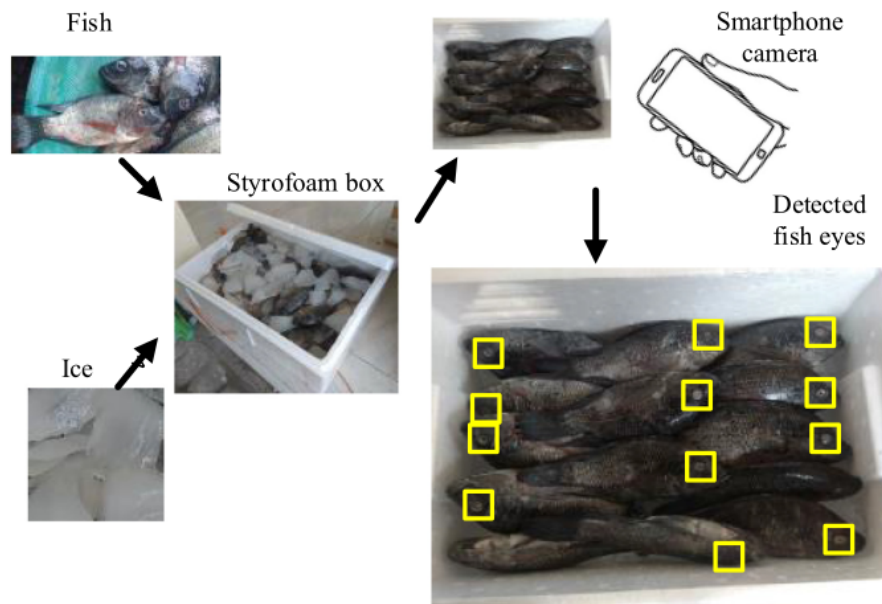 Fish
Smartphone
camera
Styrofoam box
Detected
fish eyes
Ice